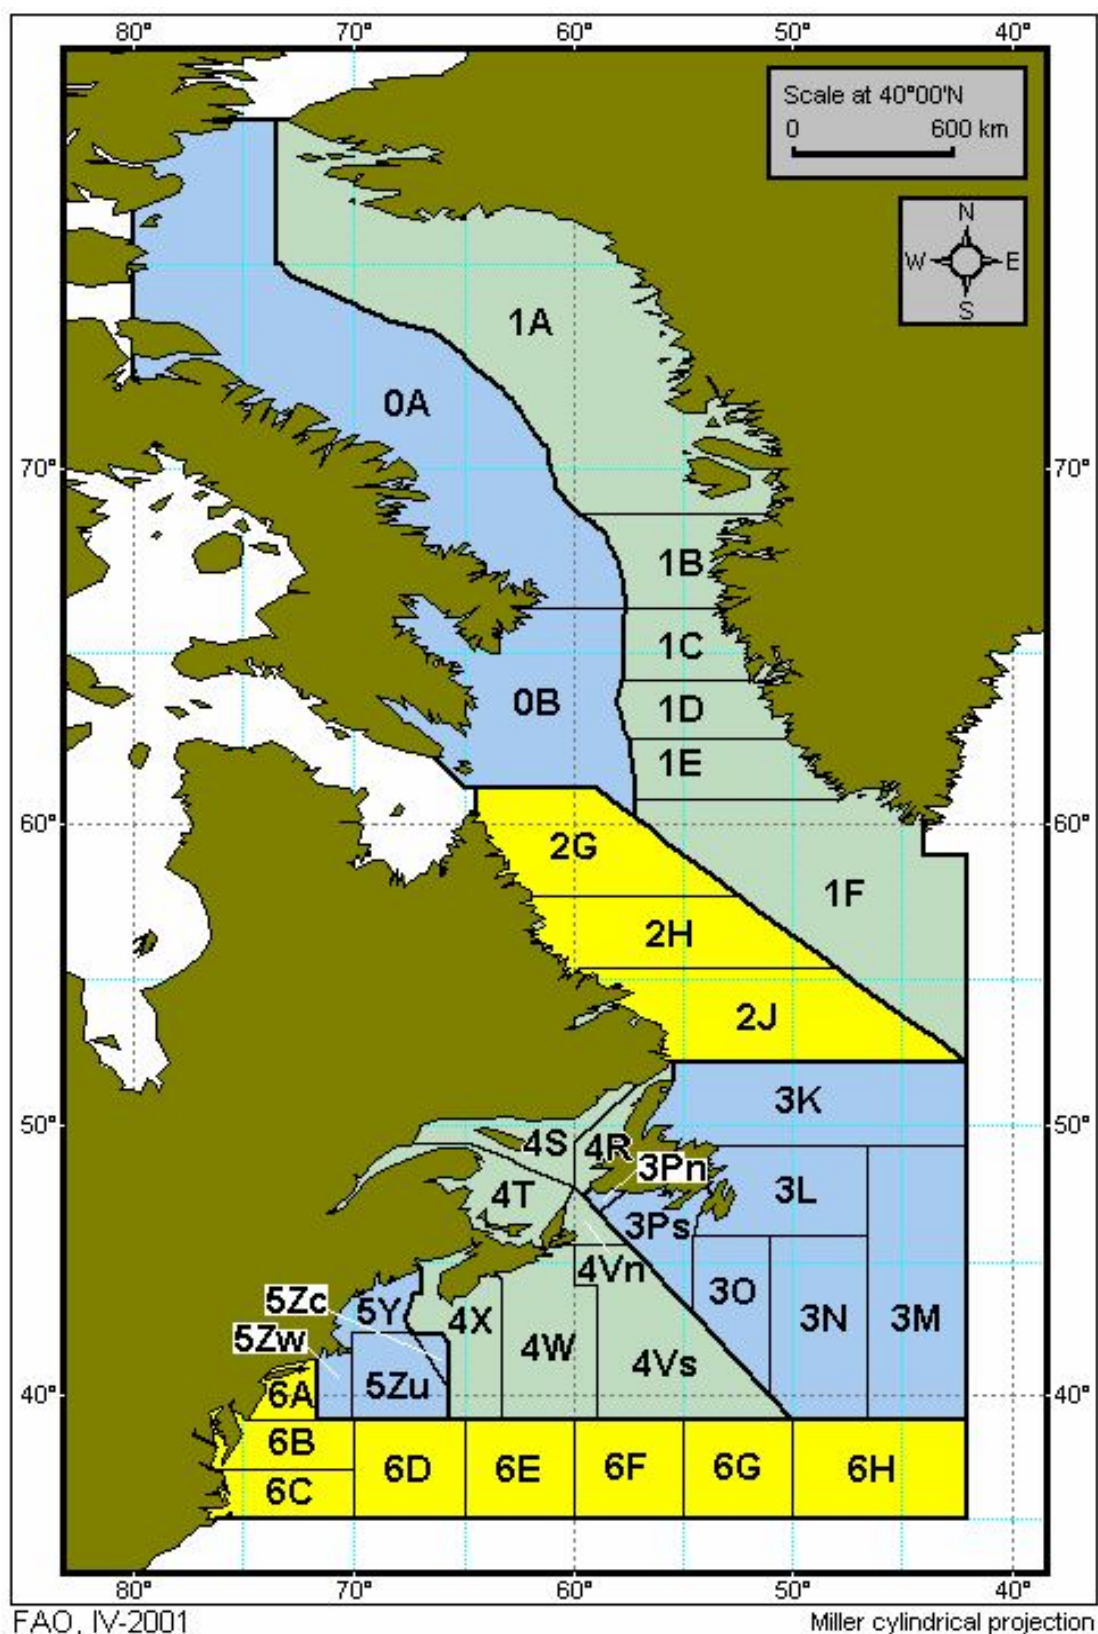 80° 70° 60° 50° 40°
Scale at 40°00'N
0 600 km
N
W E
S
1A
0A
70° 70°
1B
1C
0B
1D
1E
60° 60°
2G
1F
2H
2J
3K
50° 50°
4S 4R
3Pn
4T
3L
3Ps
4Vn
5Zc 5Y
4X
3O
3N 3M
5Zw
4W
4Vs
5Zu
40° 6A 40°
6B
6C
6D 6E 6F 6G 6H
80° 70° 60° 50° 40°
FAO, IV-2001 Miller cylindrical projection